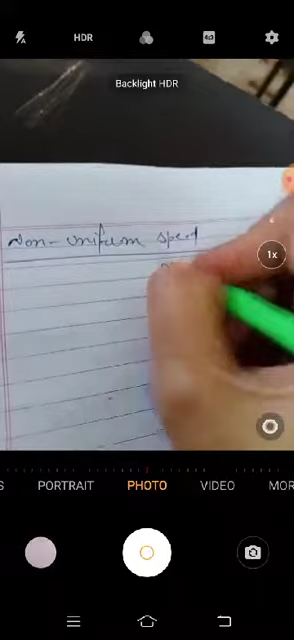 HDR
Backlight HDR
Non-uniform speed
1x
S PORTRAIT PHOTO VIDEO MOR